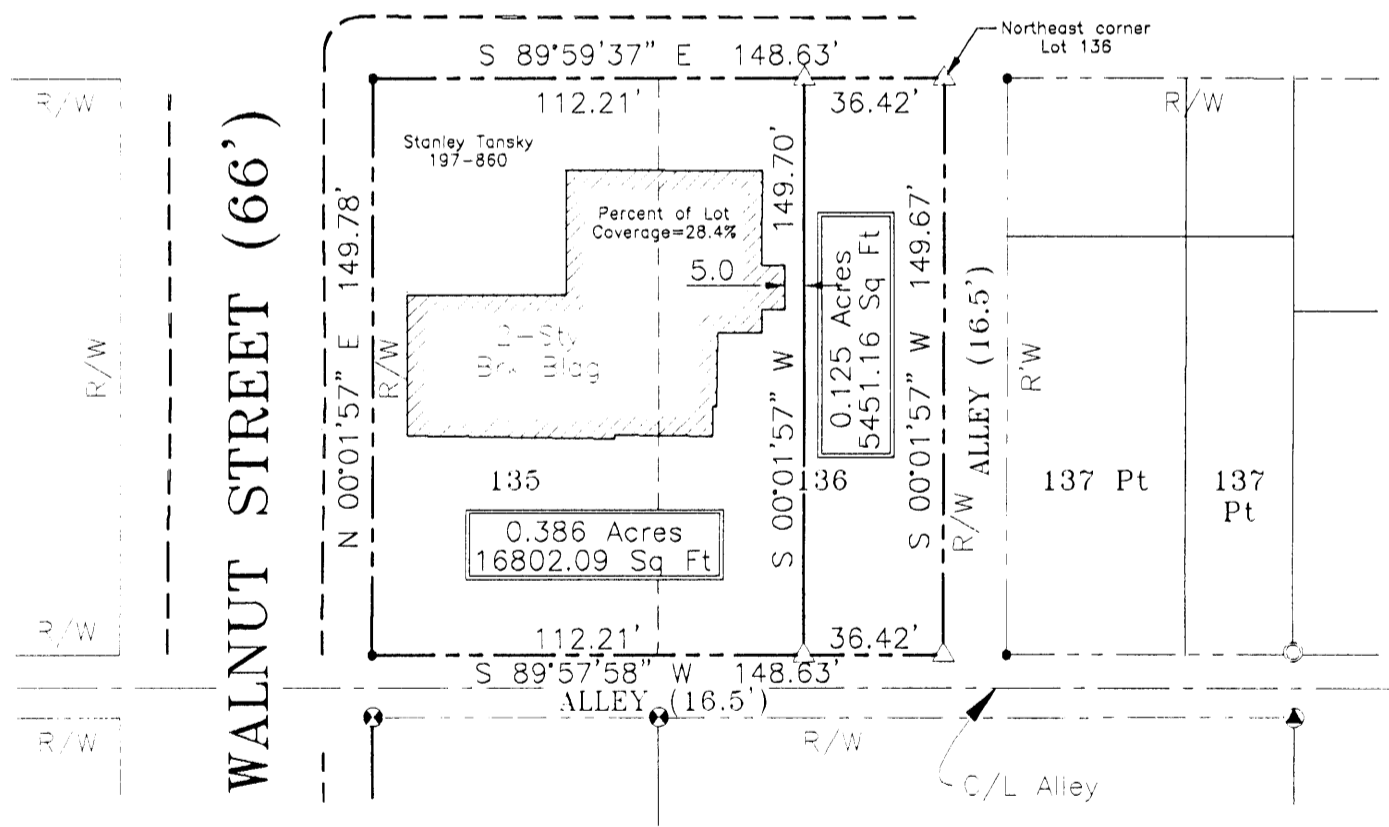 Northeast corner
Lot 136
S 89°59'37" E 148.63'
R/W
112.21'
36.42'
R/W
Stanley Tansky
197-860
WALNUT STREET (66')
R/W
N 00°01'57" E 149.78'
R/W
Percent of Lot
Coverage=28.4%
5.0
2-Sty
Brk Bldg
S 00°01'57" W 149.70'
0.125 Acres
5451.16 Sq Ft
S 00°01'57" W 149.67'
R/W
ALLEY (16.5')
R'W
135
136
137 Pt
137
Pt
0.386 Acres
16802.09 Sq Ft
R/W
112.21'
36.42'
S 89°57'58" W 148.63'
ALLEY (16.5')
R/W
R/W
C/L Alley